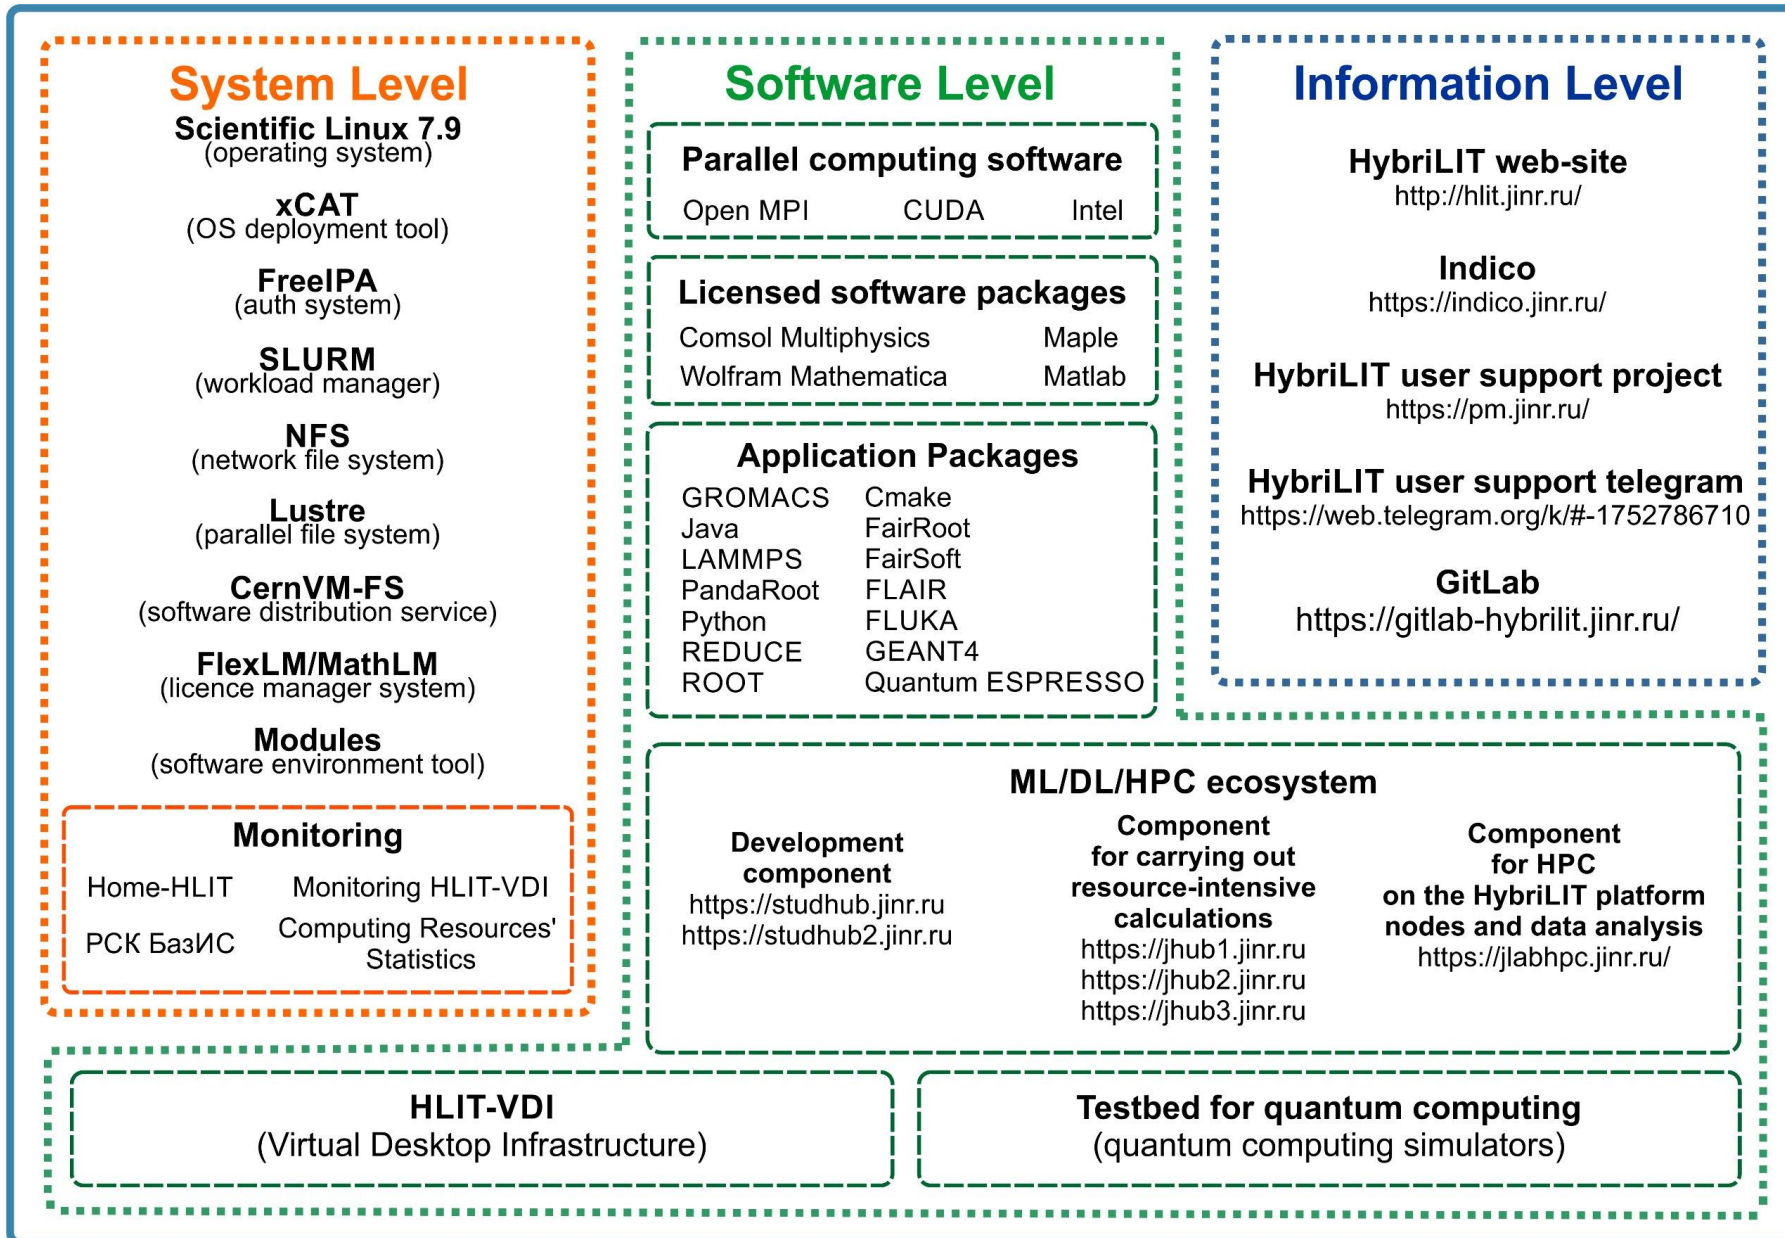 System Level
Scientific Linux 7.9
(operating system)
xCAT
(OS deployment tool)
FreeIPA
(auth system)
SLURM
(workload manager)
NFS
(network file system)
Lustre
(parallel file system)
CernVM-FS
(software distribution service)
FlexLM/MathLM
(licence manager system)
Modules
(software environment tool)
Monitoring
Home-HLIT
Monitoring HLIT-VDI
РСК БазИС
Computing Resources'
Statistics
Software Level
Parallel computing software
Open MPI CUDA Intel
Licensed software packages
Comsol Multiphysics Maple
Wolfram Mathematica Matlab
Application Packages
GROMACS Cmake
Java FairRoot
LAMMPS FairSoft
PandaRoot FLAIR
Python FLUKA
REDUCE GEANT4
ROOT Quantum ESPRESSO
Information Level
HybriLIT web-site
http://hlit.jinr.ru/
Indico
https://indico.jinr.ru/
HybriLIT user support project
https://pm.jinr.ru/
HybriLIT user support telegram
https://web.telegram.org/k/#-1752786710
GitLab
https://gitlab-hybrilit.jinr.ru/
ML/DL/HPC ecosystem
Development
component
https://studhub.jinr.ru
https://studhub2.jinr.ru
Component
for carrying out
resource-intensive
calculations
https://jhub1.jinr.ru
https://jhub2.jinr.ru
https://jhub3.jinr.ru
Component
for HPC
on the HybriLIT platform
nodes and data analysis
https://jlabhpc.jinr.ru/
HLIT-VDI
(Virtual Desktop Infrastructure)
Testbed for quantum computing
(quantum computing simulators)